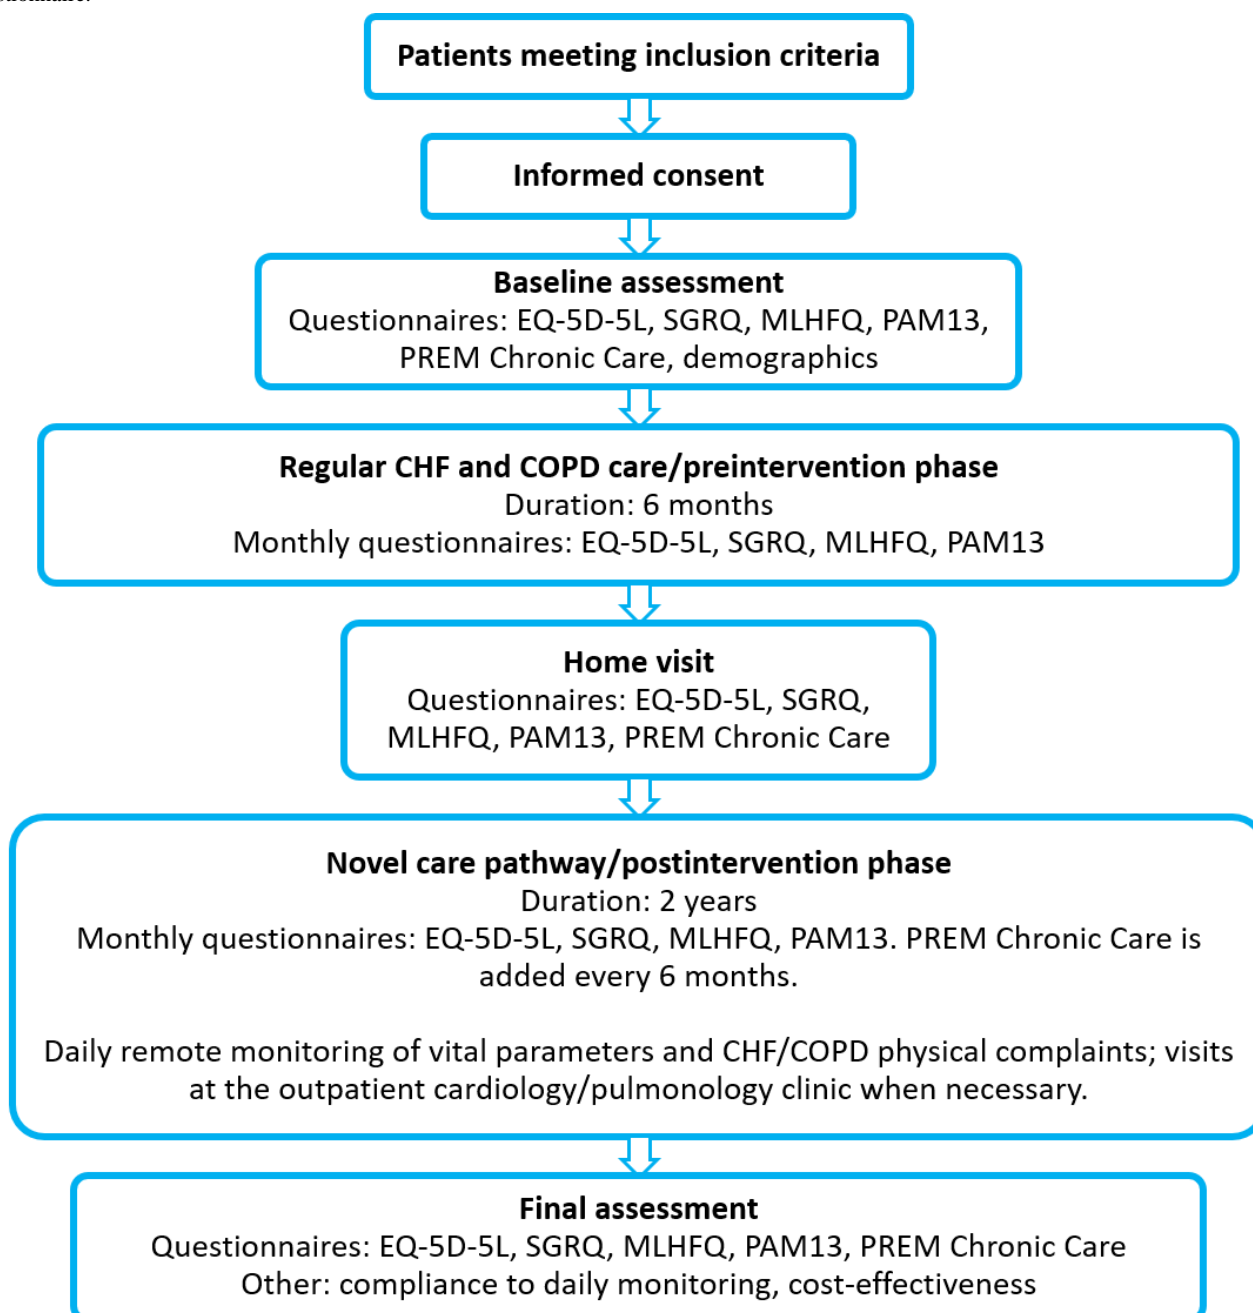 Patients meeting inclusion criteria
Informed consent
Baseline assessment
Questionnaires: EQ-5D-5L, SGRQ, MLHFQ, PAM13,
PREM Chronic Care, demographics
Regular CHF and COPD care/preintervention phase
Duration: 6 months
Monthly questionnaires: EQ-5D-5L, SGRQ, MLHFQ, PAM13
Home visit
Questionnaires: EQ-5D-5L, SGRQ,
MLHFQ, PAM13, PREM Chronic Care
Novel care pathway/postintervention phase
Duration: 2 years
Monthly questionnaires: EQ-5D-5L, SGRQ, MLHFQ, PAM13. PREM Chronic Care is
added every 6 months.
Daily remote monitoring of vital parameters and CHF/COPD physical complaints; visits
at the outpatient cardiology/pulmonology clinic when necessary.
Final assessment
Questionnaires: EQ-5D-5L, SGRQ, MLHFQ, PAM13, PREM Chronic Care
Other: compliance to daily monitoring, cost-effectiveness